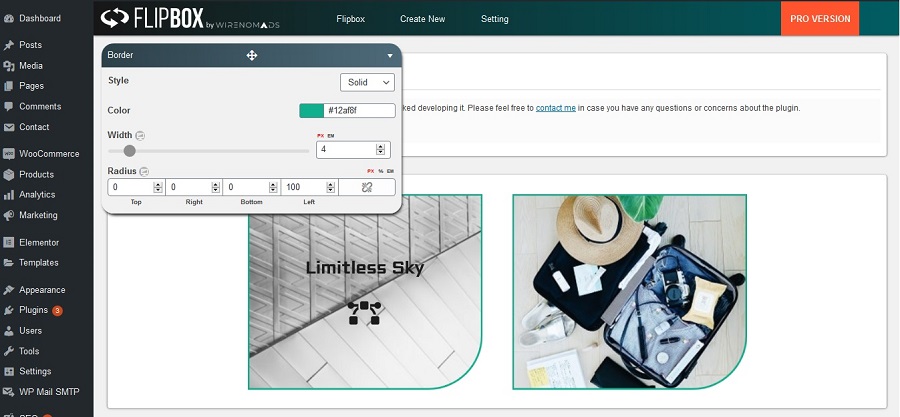 Dashboard
Posts
Media
Pages
Comments
Contact
WooCommerce
Products
Analytics
Marketing
Elementor
Templates
Appearance
Plugins 3
Users
Tools
Settings
WP Mail SMTP
FLIPBOX by WIRENOMADS
Flipbox Create New Setting
PRO VERSION
Border
Style Solid
Color #12af8f
Width PX EM
4
Radius PX % EM
0 0 0 100
Top Right Bottom Left
ked developing it. Please feel free to contact me in case you have any questions or concerns about the plugin.
Limitless Sky